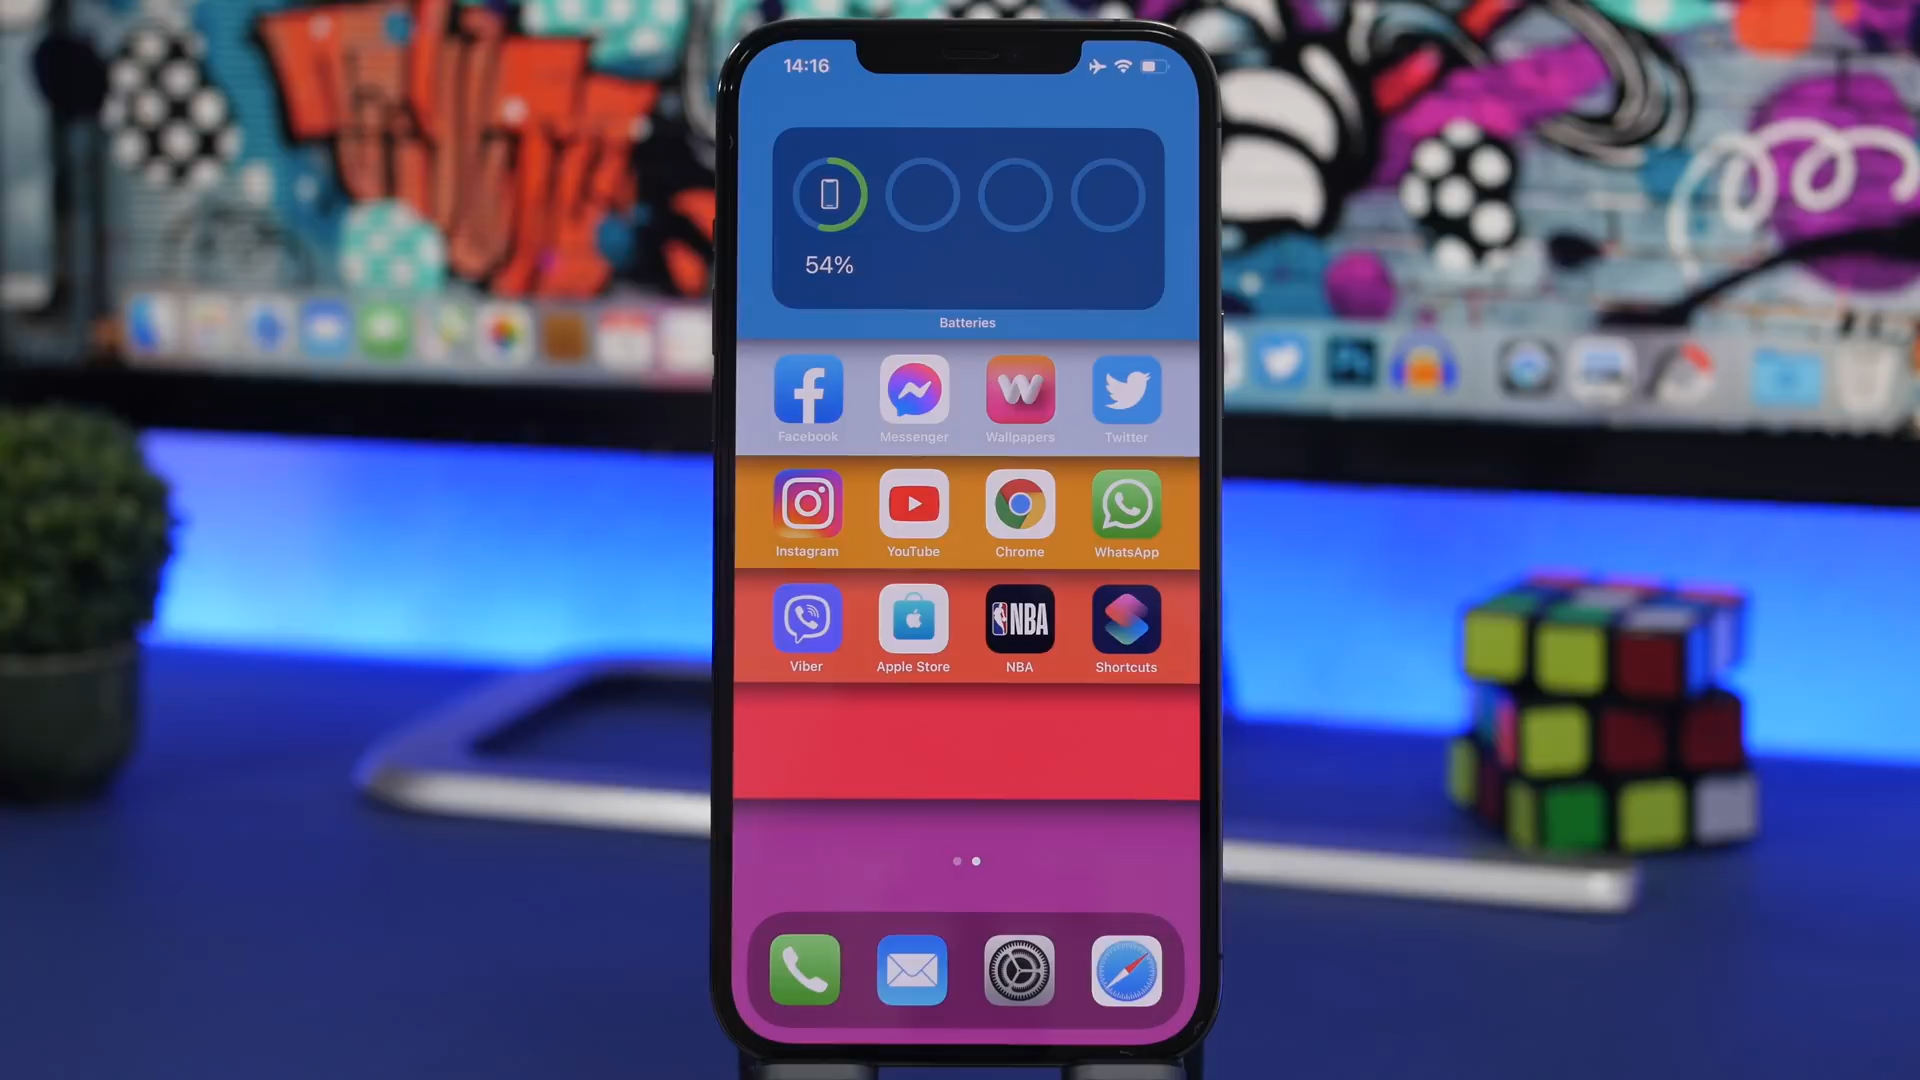 14:16
54%
Batteries
Facebook Messenger Wallpapers Twitter
Instagram YouTube Chrome WhatsApp
NBA
Viber Apple Store NBA Shortcuts